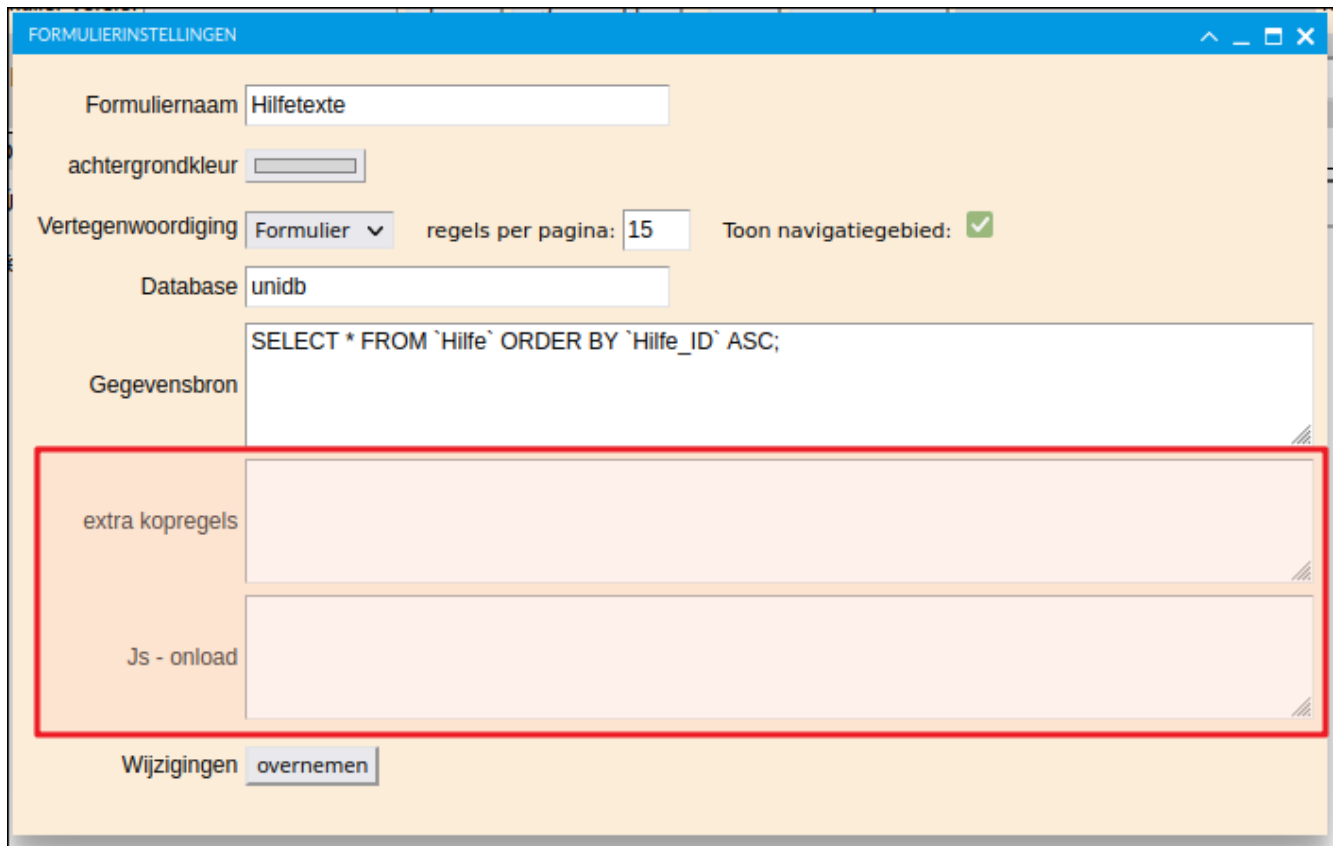 FORMULIERINSTELLINGEN
Formuliernaam Hilfetexte
achtergrondkleur
Vertegenwoordiging Formulier regels per pagina: 15 Toon navigatiegebied:
Database unidb
Gegevensbron SELECT * FROM `Hilfe` ORDER BY `Hilfe_ID` ASC;
extra kopregels
Js - onload
Wijzigingen overnemen